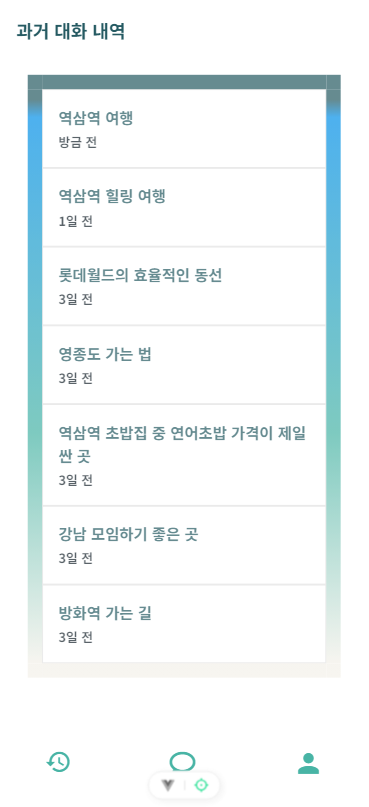 과거 대화 내역
역삼역 여행
방금 전
역삼역 힐링 여행
1일 전
롯데월드의 효율적인 동선
3일 전
영종도 가는 법
3일 전
역삼역 초밥집 중 연어초밥 가격이 제일
싼 곳
3일 전
강남 모임하기 좋은 곳
3일 전
방화역 가는 길
3일 전